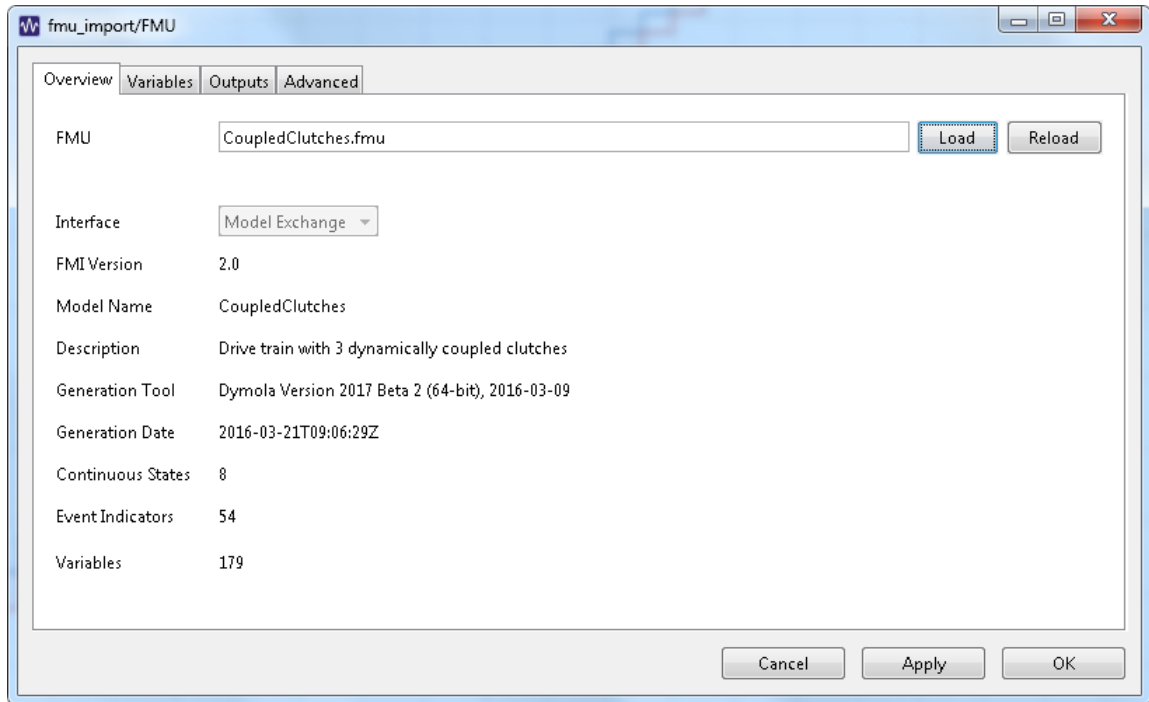 fmu_import/FMU
Overview Variables Outputs Advanced
FMU CoupledClutches.fmu Load Reload
Interface Model Exchange
FMI Version 2.0
Model Name CoupledClutches
Description Drive train with 3 dynamically coupled clutches
Generation Tool Dymola Version 2017 Beta 2 (64-bit), 2016-03-09
Generation Date 2016-03-21T09:06:29Z
Continuous States 8
Event Indicators 54
Variables 179
Cancel Apply OK